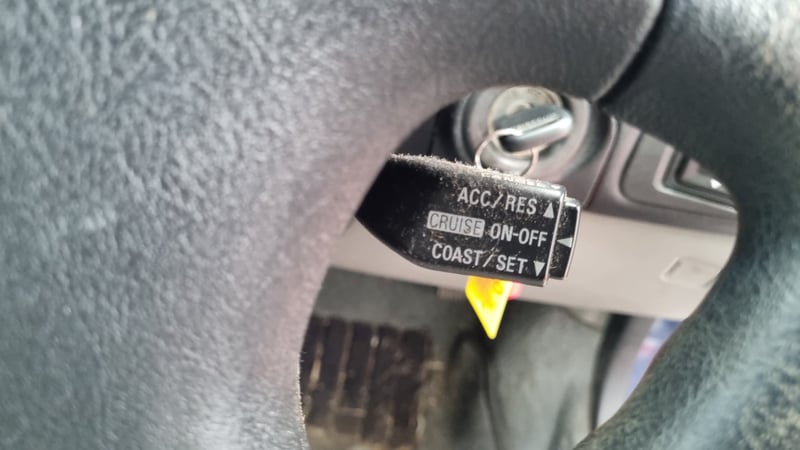 ACC/RES ▲
CRUISE ON-OFF ◀
COAST/SET ▼